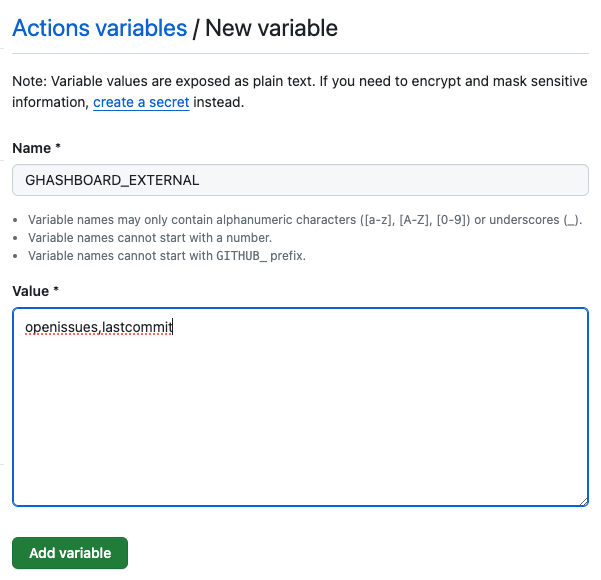 Actions variables / New variable
Note: Variable values are exposed as plain text. If you need to encrypt and mask sensitive
information, create a secret instead.
Name *
GHASHBOARD_EXTERNAL
• Variable names may only contain alphanumeric characters ([a-z], [A-Z], [0-9]) or underscores (_).
• Variable names cannot start with a number.
• Variable names cannot start with GITHUB_ prefix.
Value *
openissues,lastcommit
Add variable